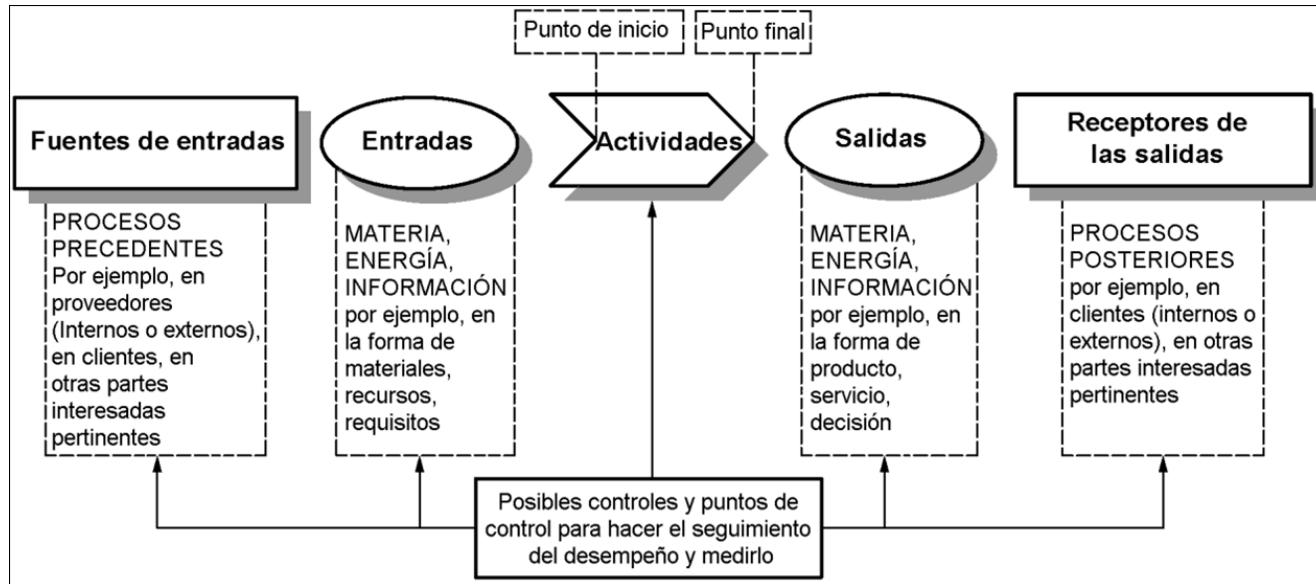 Punto de inicio
Punto final
Fuentes de entradas
Entradas
Actividades
Salidas
Receptores de
las salidas
PROCESOS
PRECEDENTES
Por ejemplo, en
proveedores
(Internos o externos),
en clientes, en
otras partes
interesadas
pertinentes
MATERIA,
ENERGÍA,
INFORMACIÓN
por ejemplo, en
la forma de
materiales,
recursos,
requisitos
MATERIA,
ENERGÍA,
INFORMACIÓN
por ejemplo, en
la forma de
producto,
servicio,
decisión
PROCESOS
POSTERIORES
por ejemplo, en
clientes (internos o
externos), en otras
partes interesadas
pertinentes
Posibles controles y puntos de
control para hacer el seguimiento
del desempeño y medirlo